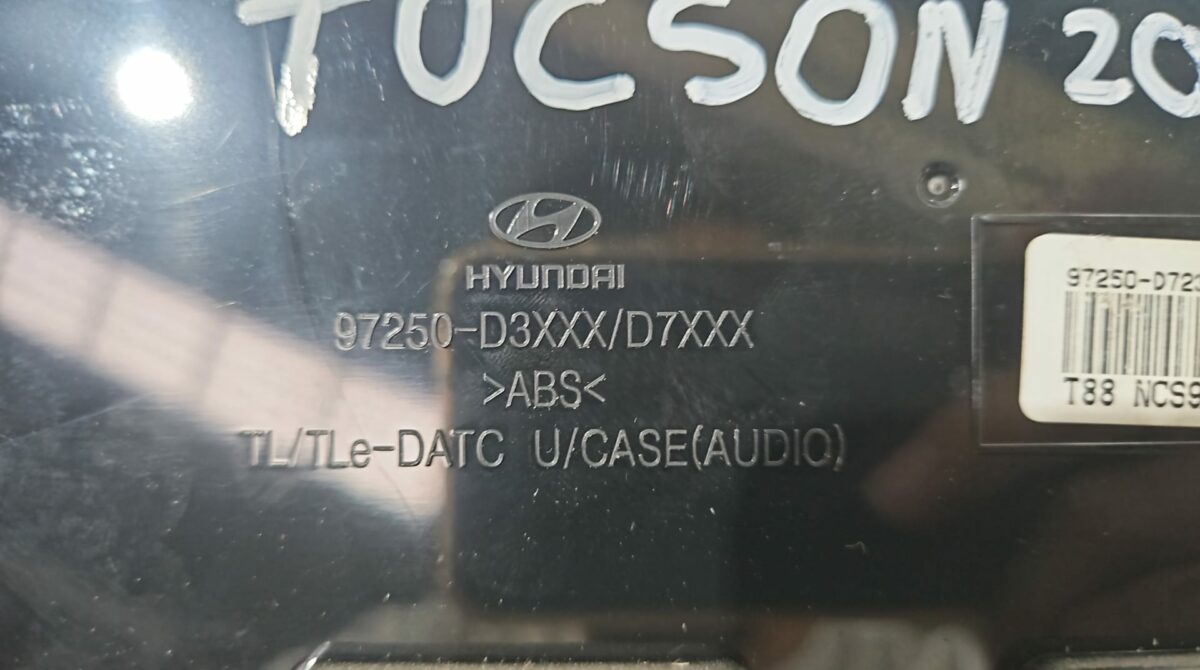 TUCSON 20
HYUNDAI
97250-D3XXX/D7XXX
>ABS<
TL/TLe-DATC U/CASE(AUDIO)
97250-D72
T88 NCS9